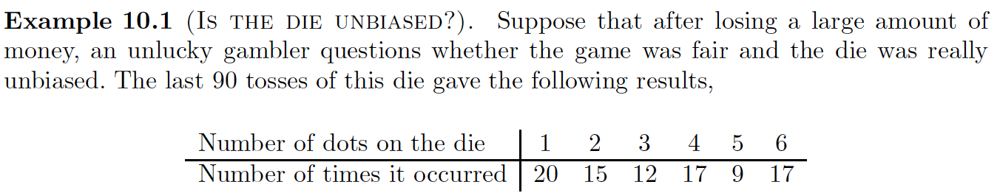 Example 10.1 (Is the die unbiased?). Suppose that after losing a large amount of
money, an unlucky gambler questions whether the game was fair and the die was really
unbiased. The last 90 tosses of this die gave the following results,
Number of dots on the die 1 2 3 4 5 6
Number of times it occurred 20 15 12 17 9 17